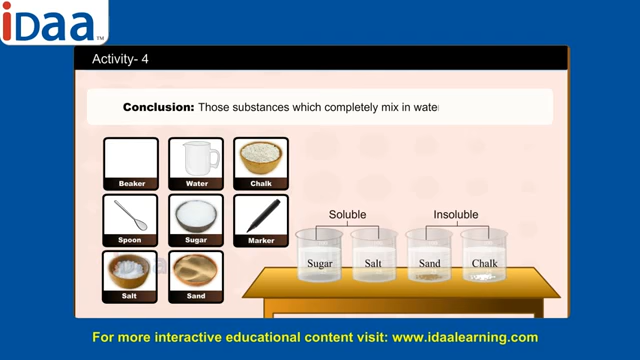 iDaa
TM
Activity- 4
Conclusion: Those substances which completely mix in wate
Beaker
Water
Chalk
Spoon
Sugar
Marker
Salt
Sand
Soluble
Insoluble
Sugar
Salt
Sand
Chalk
For more interactive educational content visit: www.idaalearning.com